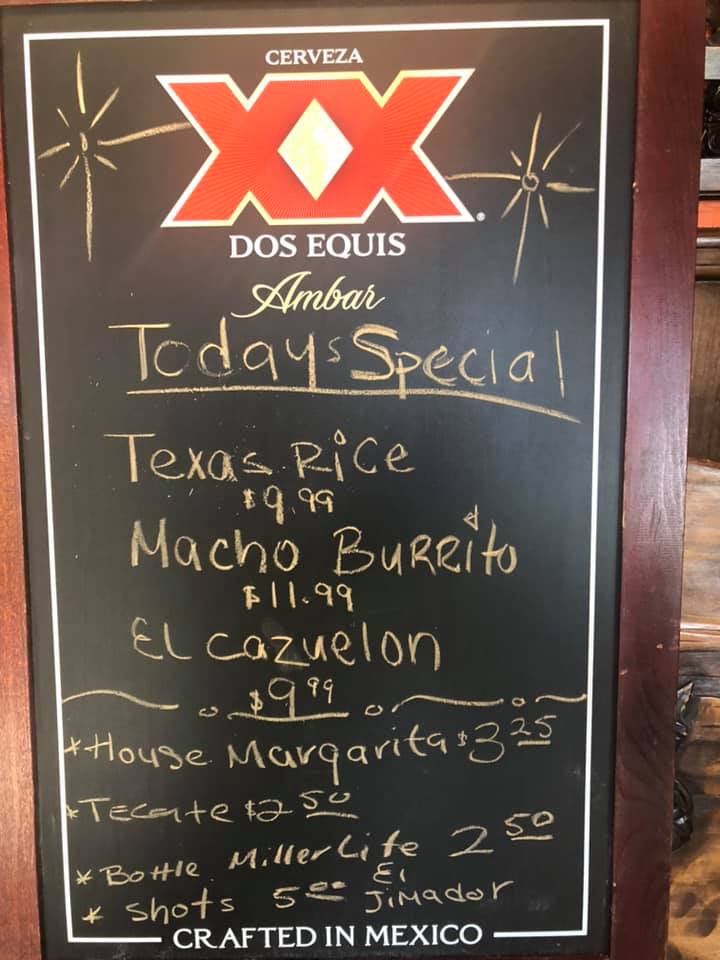 CERVEZA
XX
DOS EQUIS
Ambar
Todays Special
Texas Rice
$9.99
Macho BURRito
$11.99
EL Cazuelon
$9.99
*House Margarita $3.25
*Tecate $2.50
*Bottle Miller Lite 2.50
*Shots 5.00 El Jimador
CRAFTED IN MEXICO